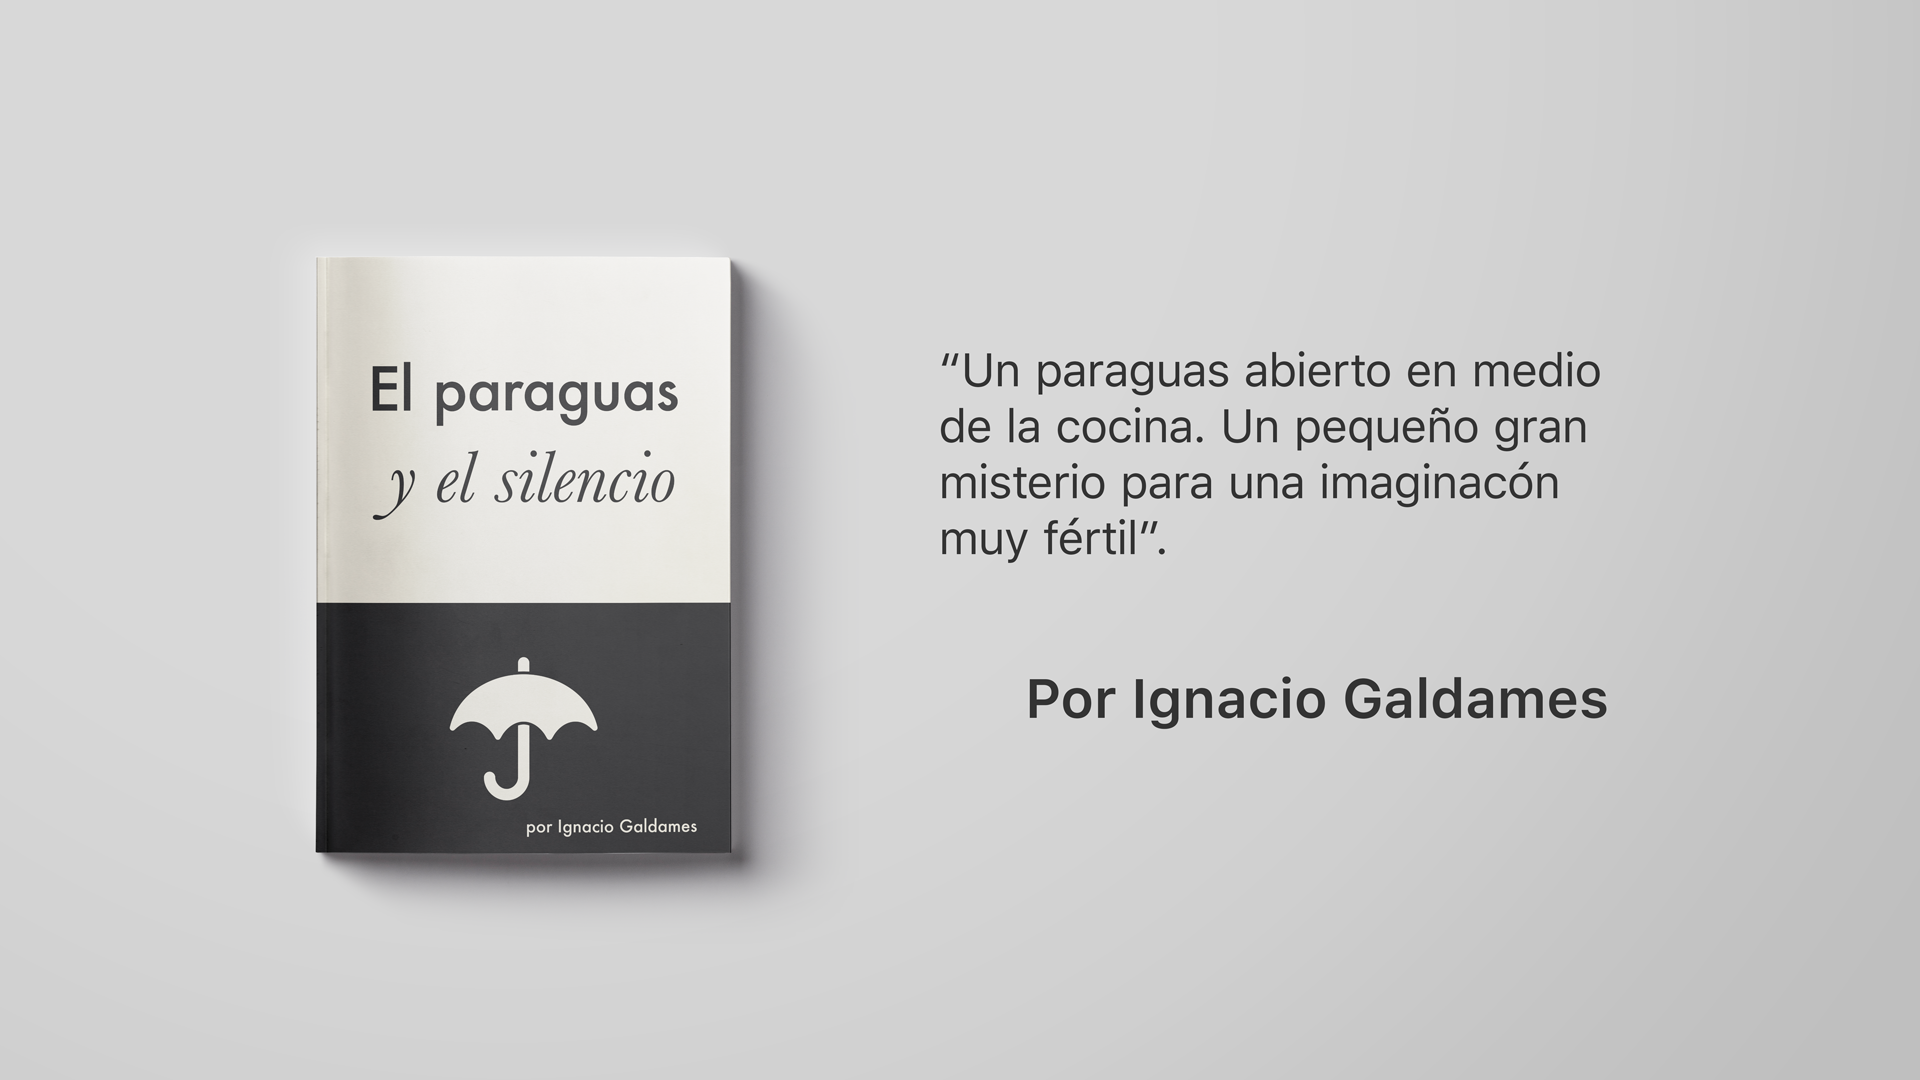 El paraguas
y el silencio
por Ignacio Galdames
“Un paraguas abierto en medio
de la cocina. Un pequeño gran
misterio para una imaginacón
muy fértil”.
Por Ignacio Galdames